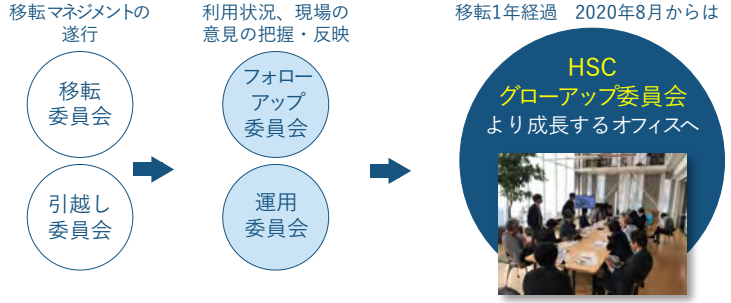 移転マネジメントの
遂行
移転
委員会
引越し
委員会
利用状況、現場の
意見の把握・反映
フォロー
アップ
委員会
運用
委員会
移転1年経過　2020年8月からは
HSC
グローアップ委員会
より成長するオフィスへ